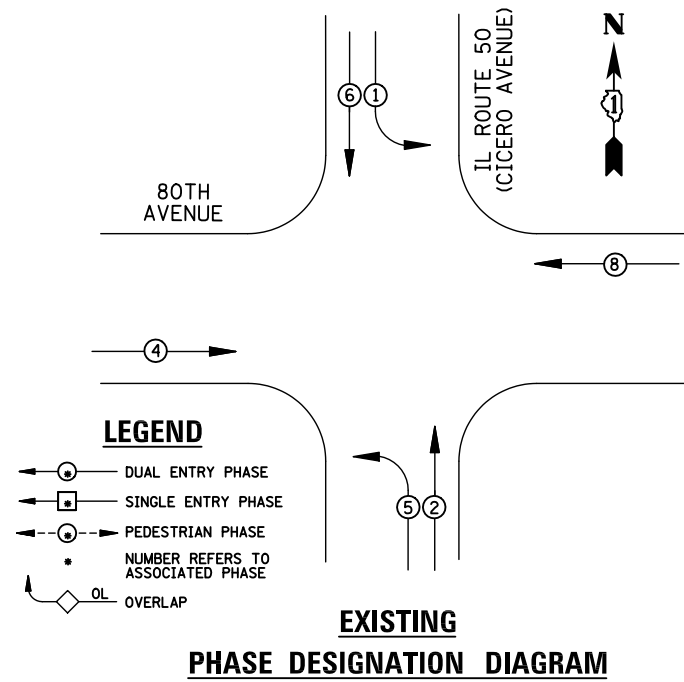 6 1
IL ROUTE 50
(CICERO AVENUE)
N
1
80TH
AVENUE
8
4
LEGEND
* DUAL ENTRY PHASE
* SINGLE ENTRY PHASE
* PEDESTRIAN PHASE
* NUMBER REFERS TO
ASSOCIATED PHASE
OL OVERLAP
5 2
EXISTING
PHASE DESIGNATION DIAGRAM